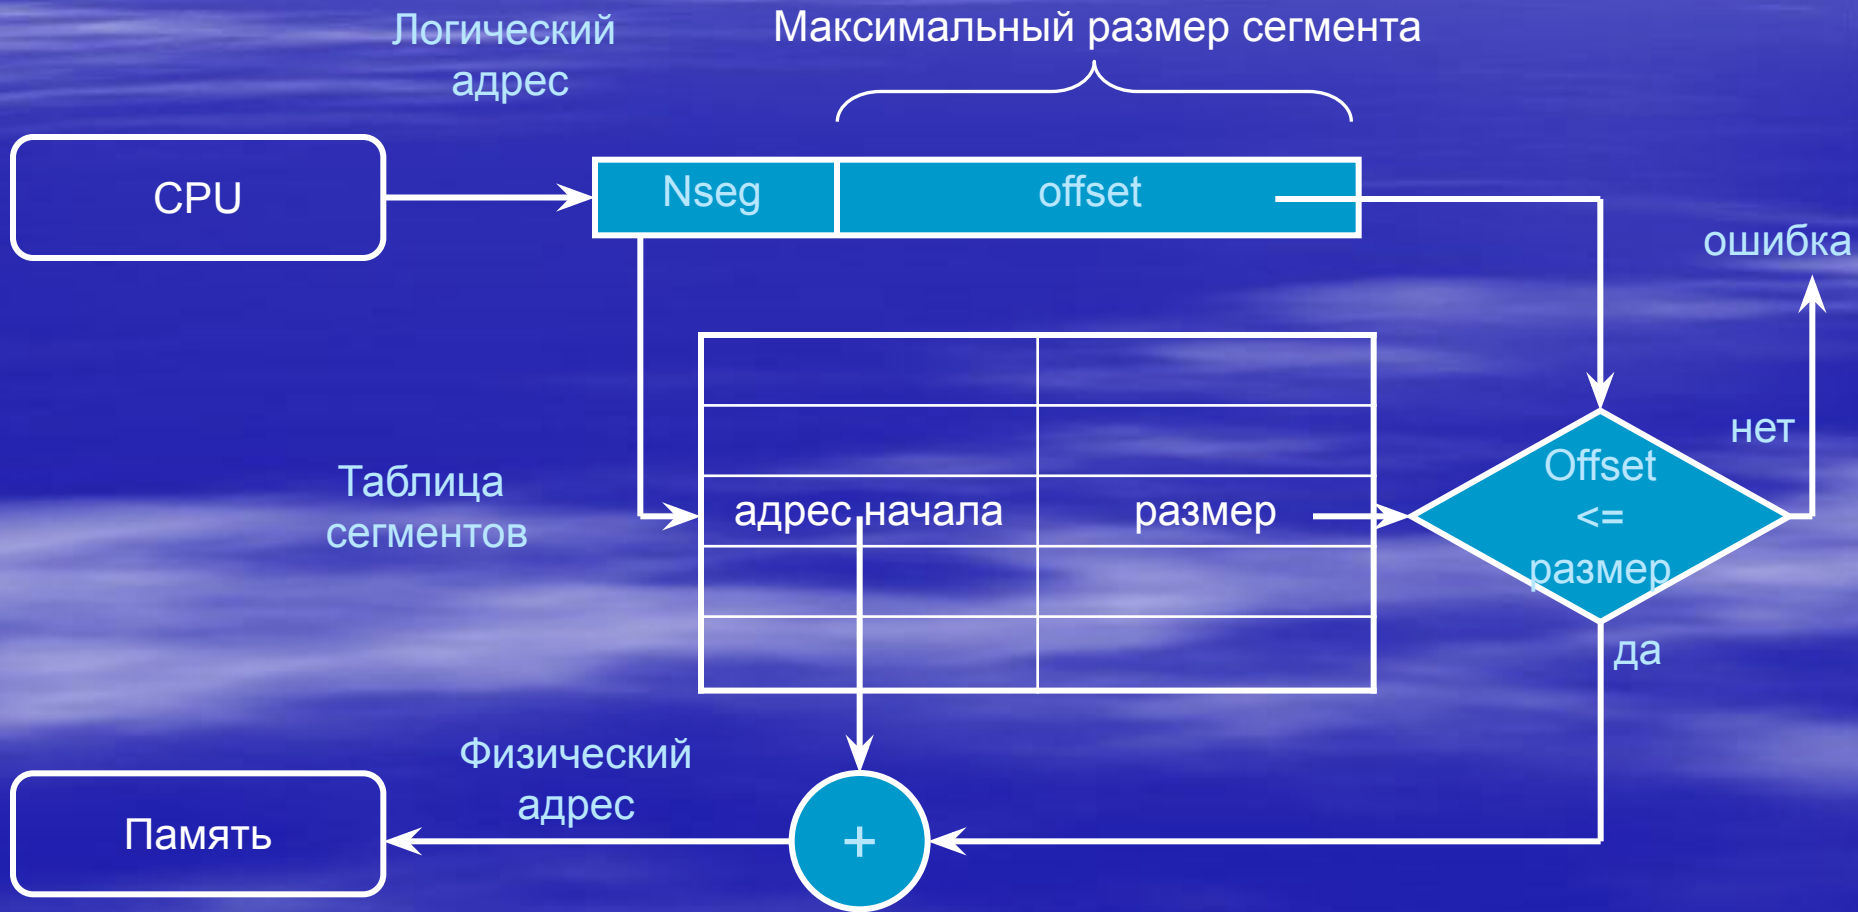 Логический
адрес
Максимальный размер сегмента
CPU
Nseg
offset
ошибка
нет
Таблица
сегментов
адрес начала
размер
Offset
<=
размер
да
Физический
адрес
Память
+